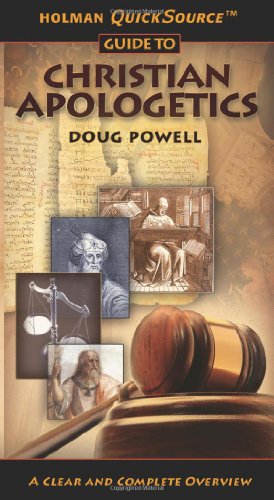 HOLMAN QUICKSOURCE™
GUIDE TO
CHRISTIAN
APOLOGETICS
DOUG POWELL
A CLEAR AND COMPLETE OVERVIEW